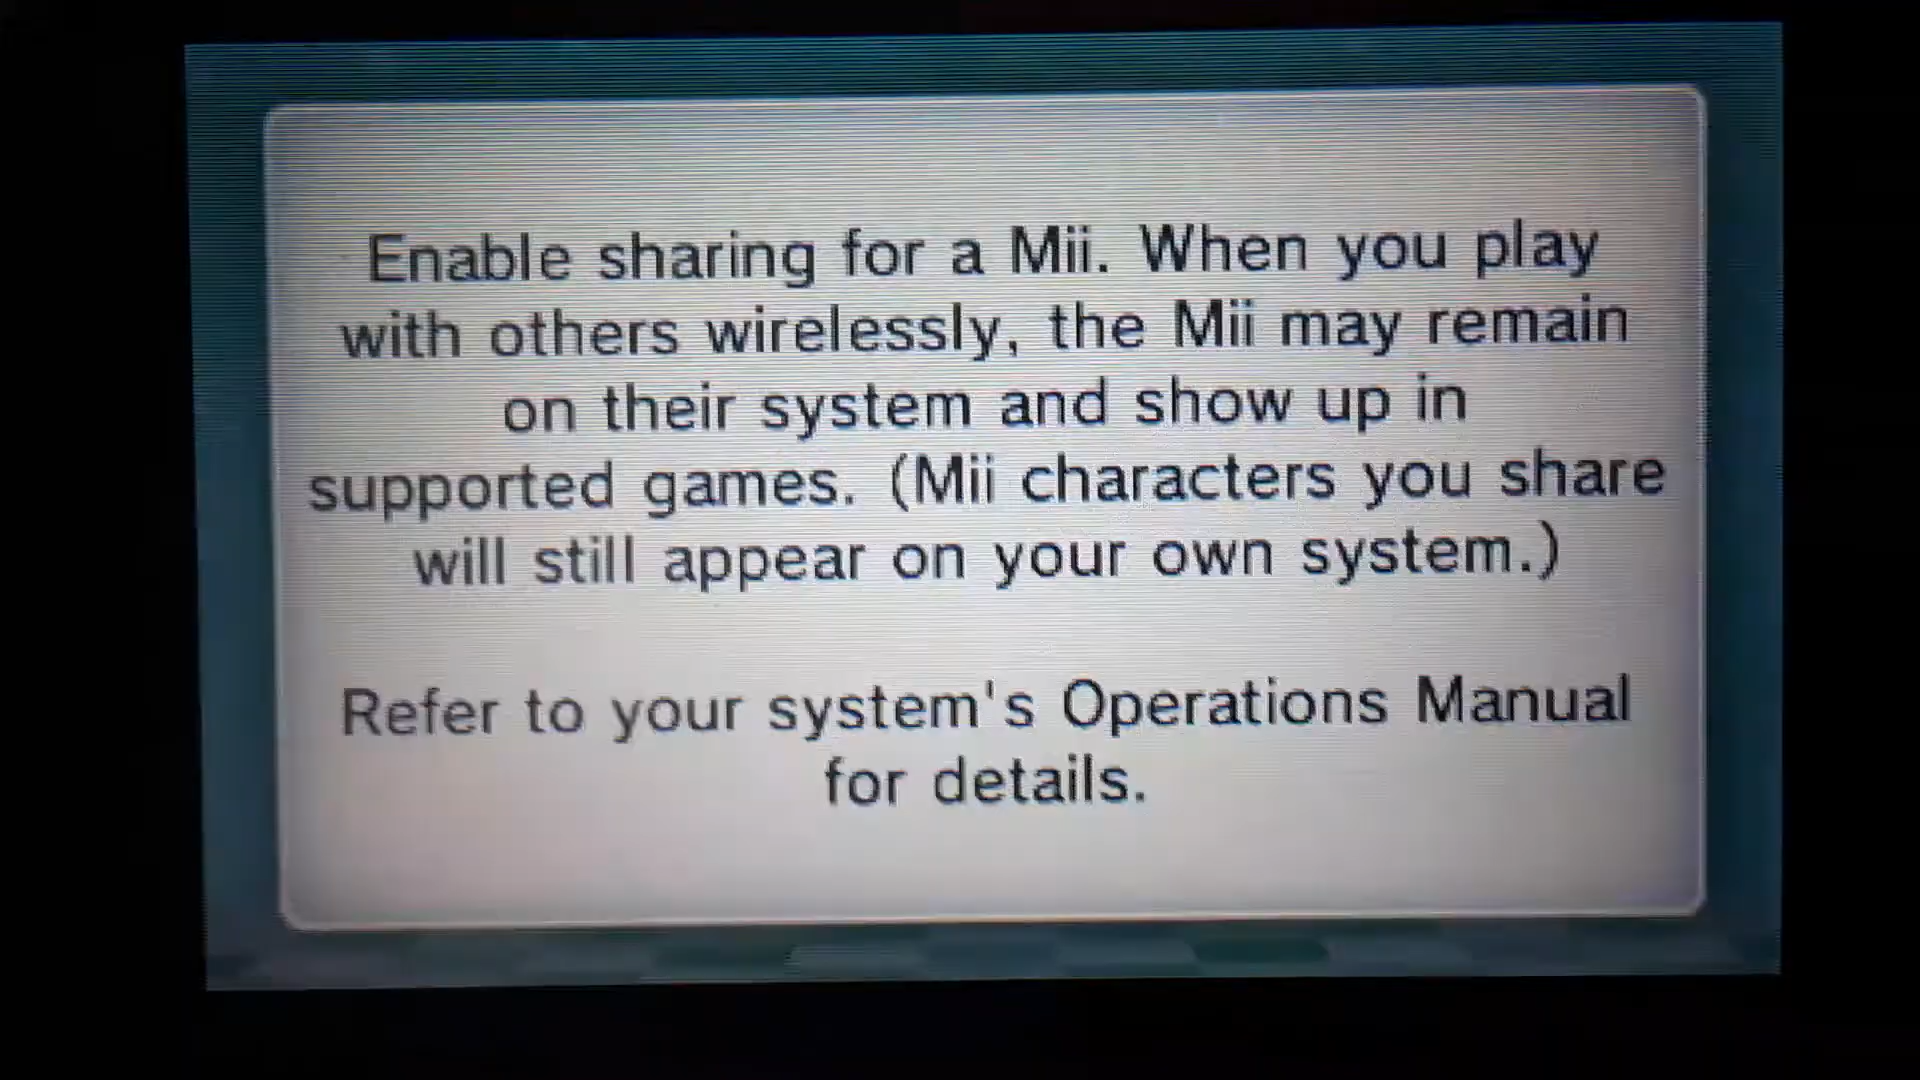 Enable sharing for a Mii. When you play
with others wirelessly, the Mii may remain
on their system and show up in
supported games. (Mii characters you share
will still appear on your own system.)
Refer to your system's Operations Manual
for details.